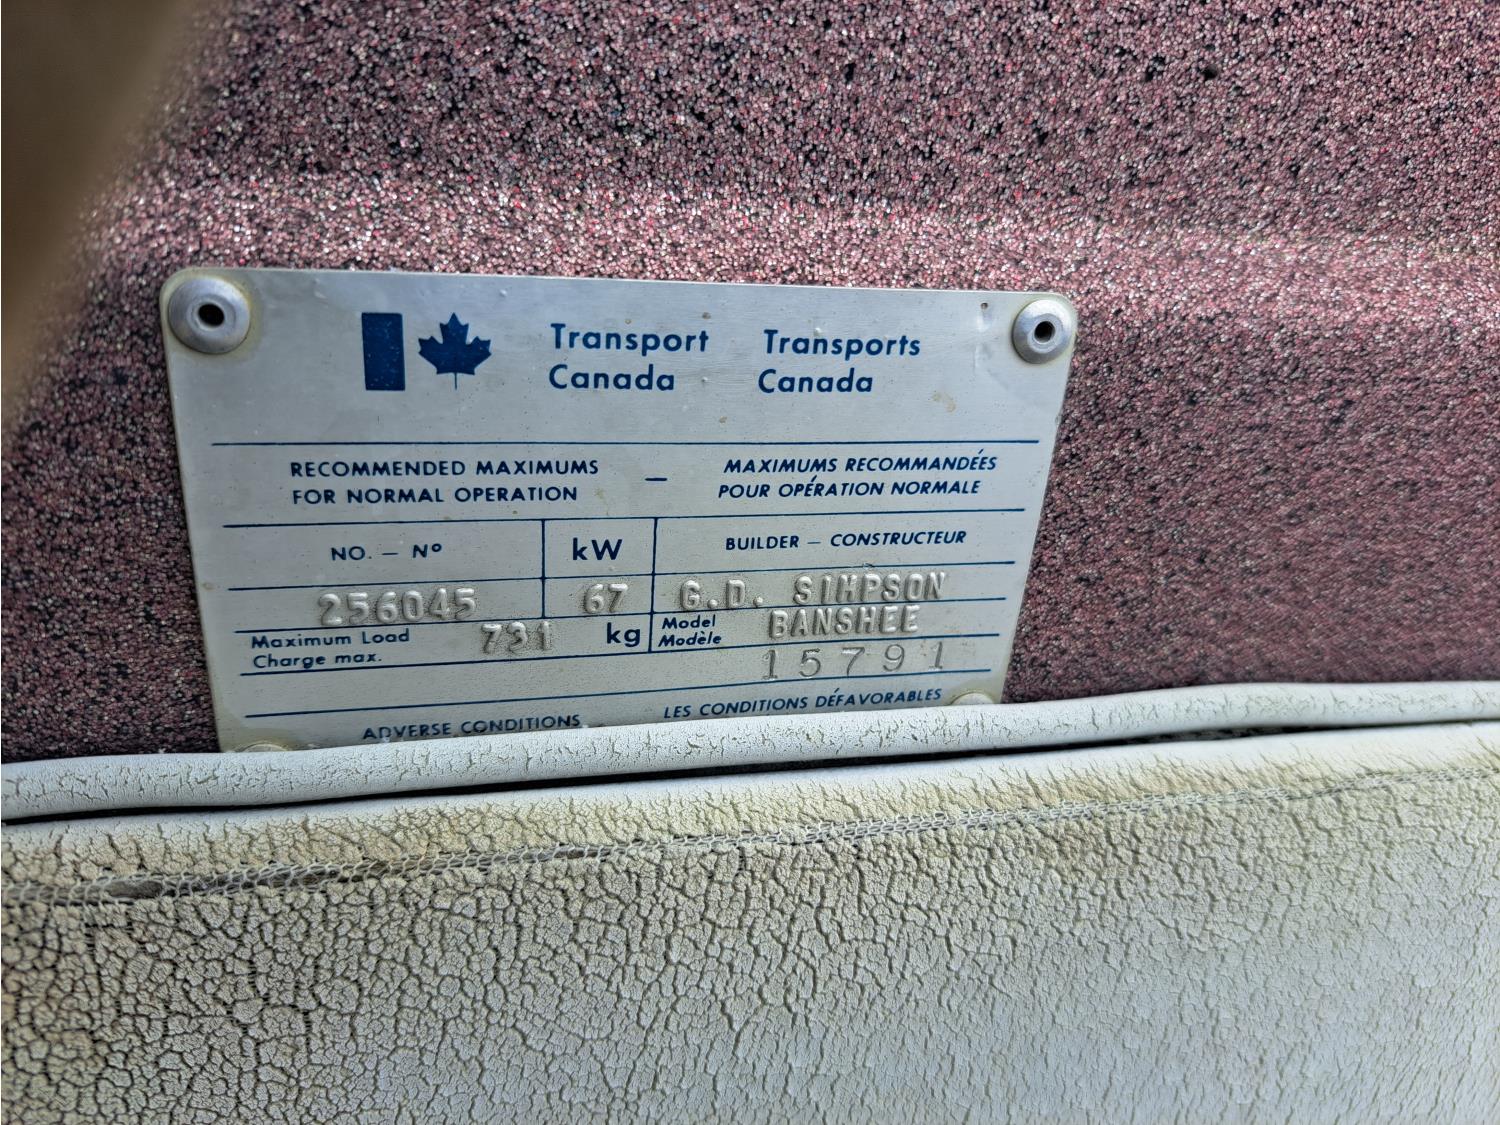 Transport Canada
Transports Canada
RECOMMENDED MAXIMUMS FOR NORMAL OPERATION –
MAXIMUMS RECOMMANDÉES POUR OPÉRATION NORMALE
NO. – Nº
kW
BUILDER – CONSTRUCTEUR
256045
67
G.D. SIMPSON
Maximum Load
Charge max.
731 kg
Model
Modèle
BANSHEE
15791
ADVERSE CONDITIONS – LES CONDITIONS DÉFAVORABLES